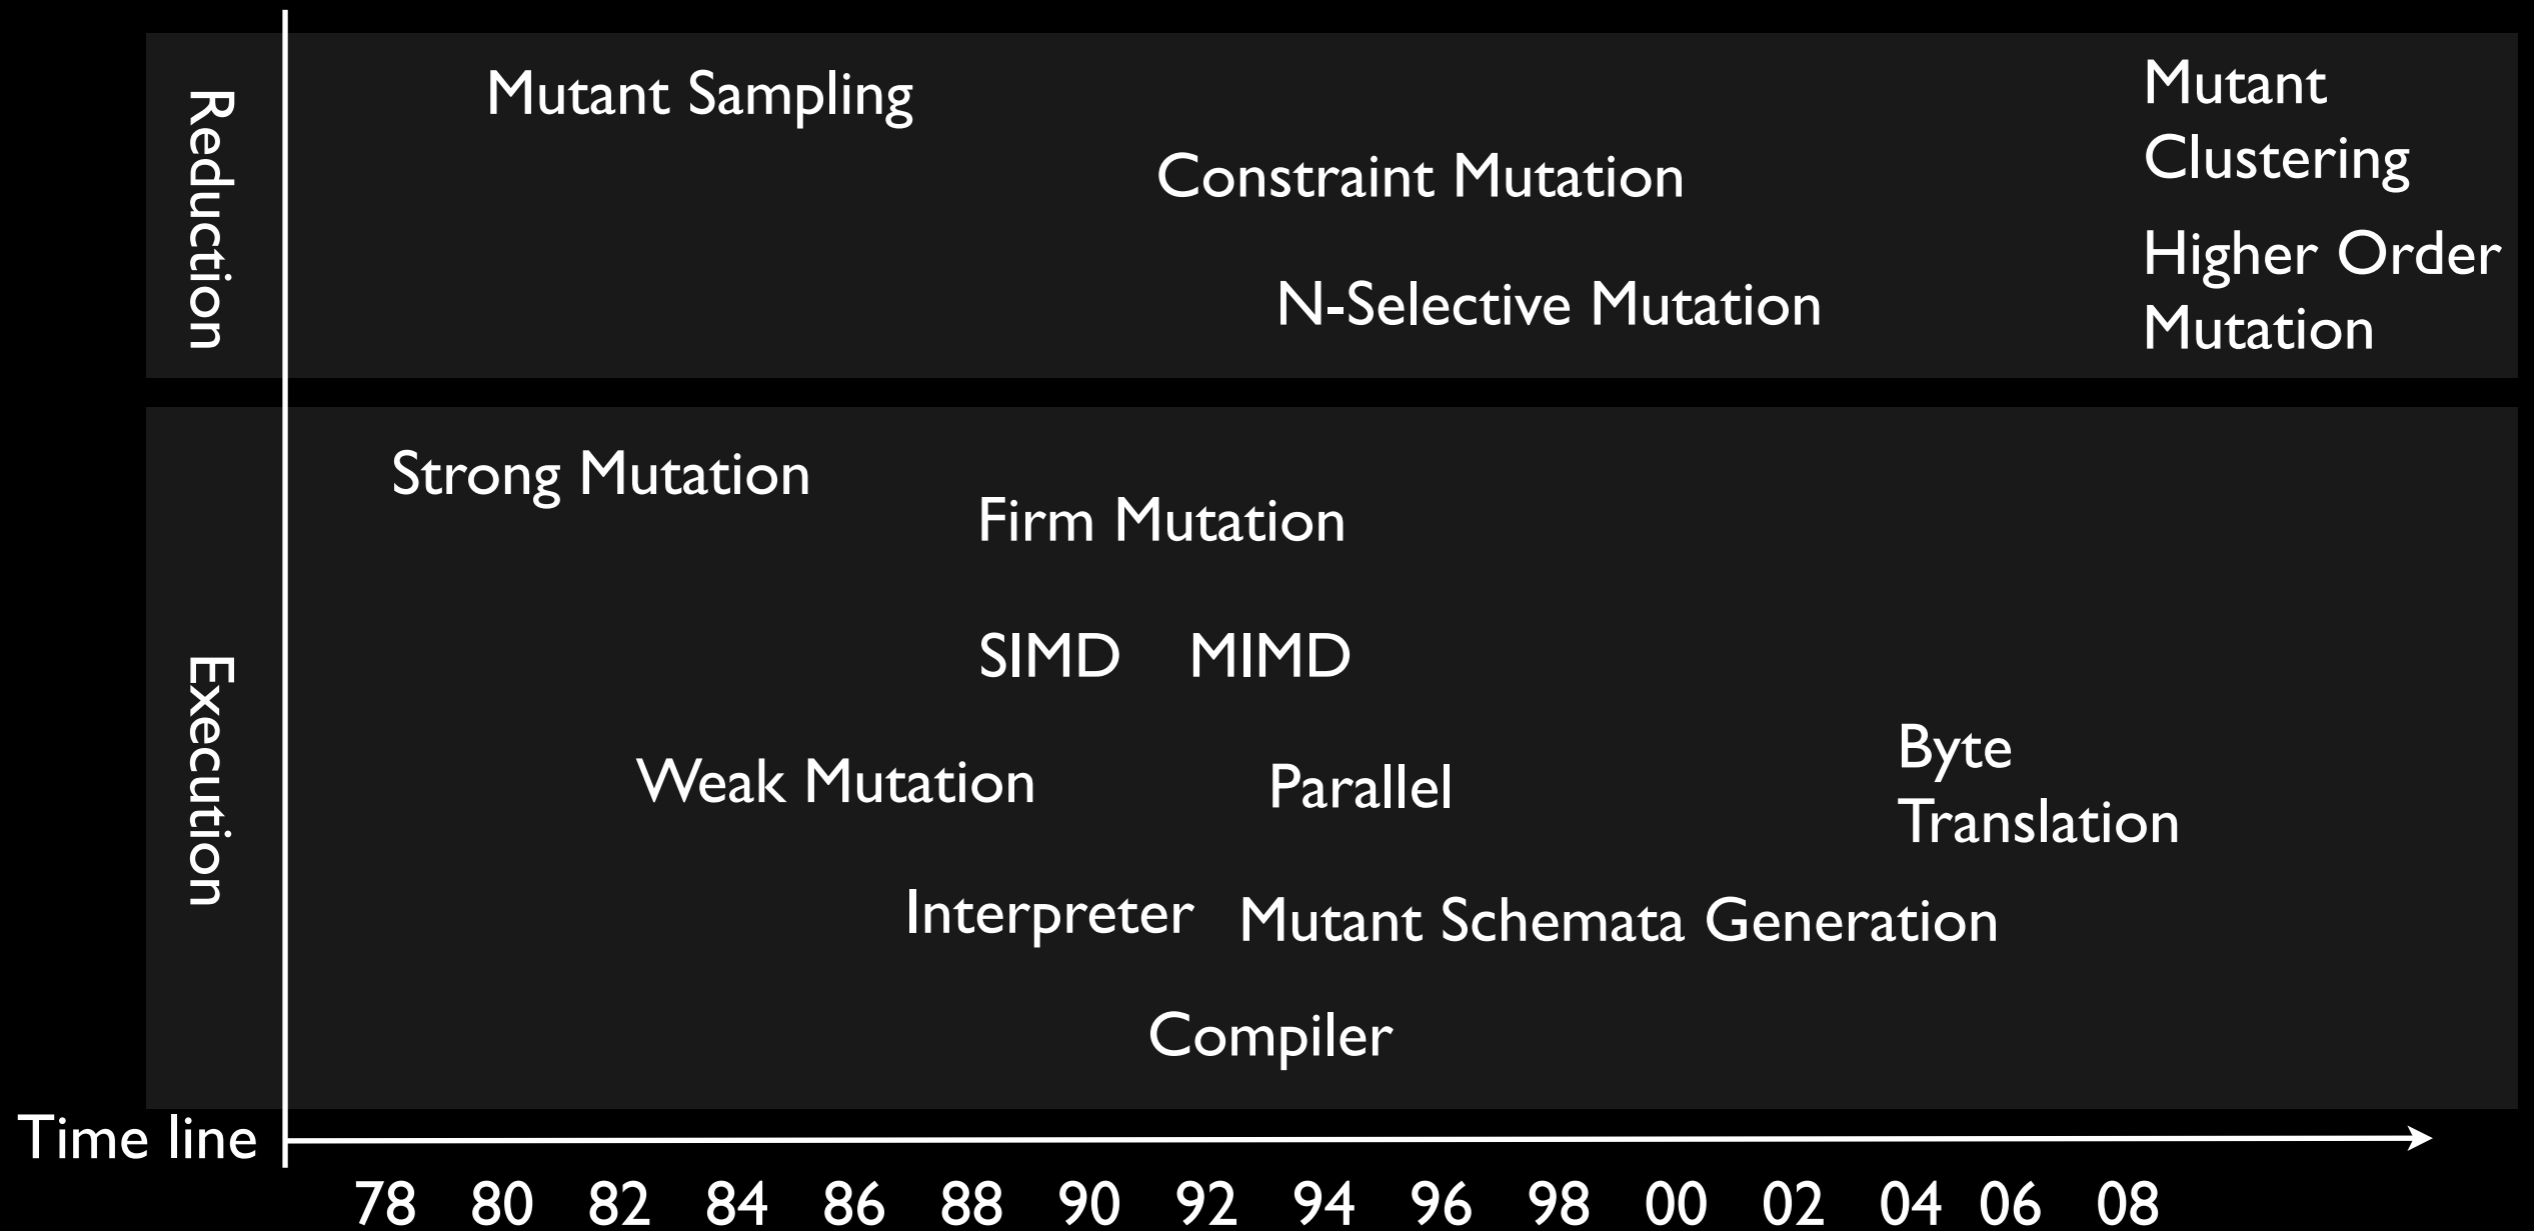 Reduction
Mutant Sampling
Constraint Mutation
N-Selective Mutation
Mutant
Clustering
Higher Order
Mutation
Execution
Strong Mutation
Firm Mutation
SIMD MIMD
Weak Mutation
Parallel
Byte
Translation
Interpreter
Mutant Schemata Generation
Compiler
Time line
78 80 82 84 86 88 90 92 94 96 98 00 02 04 06 08